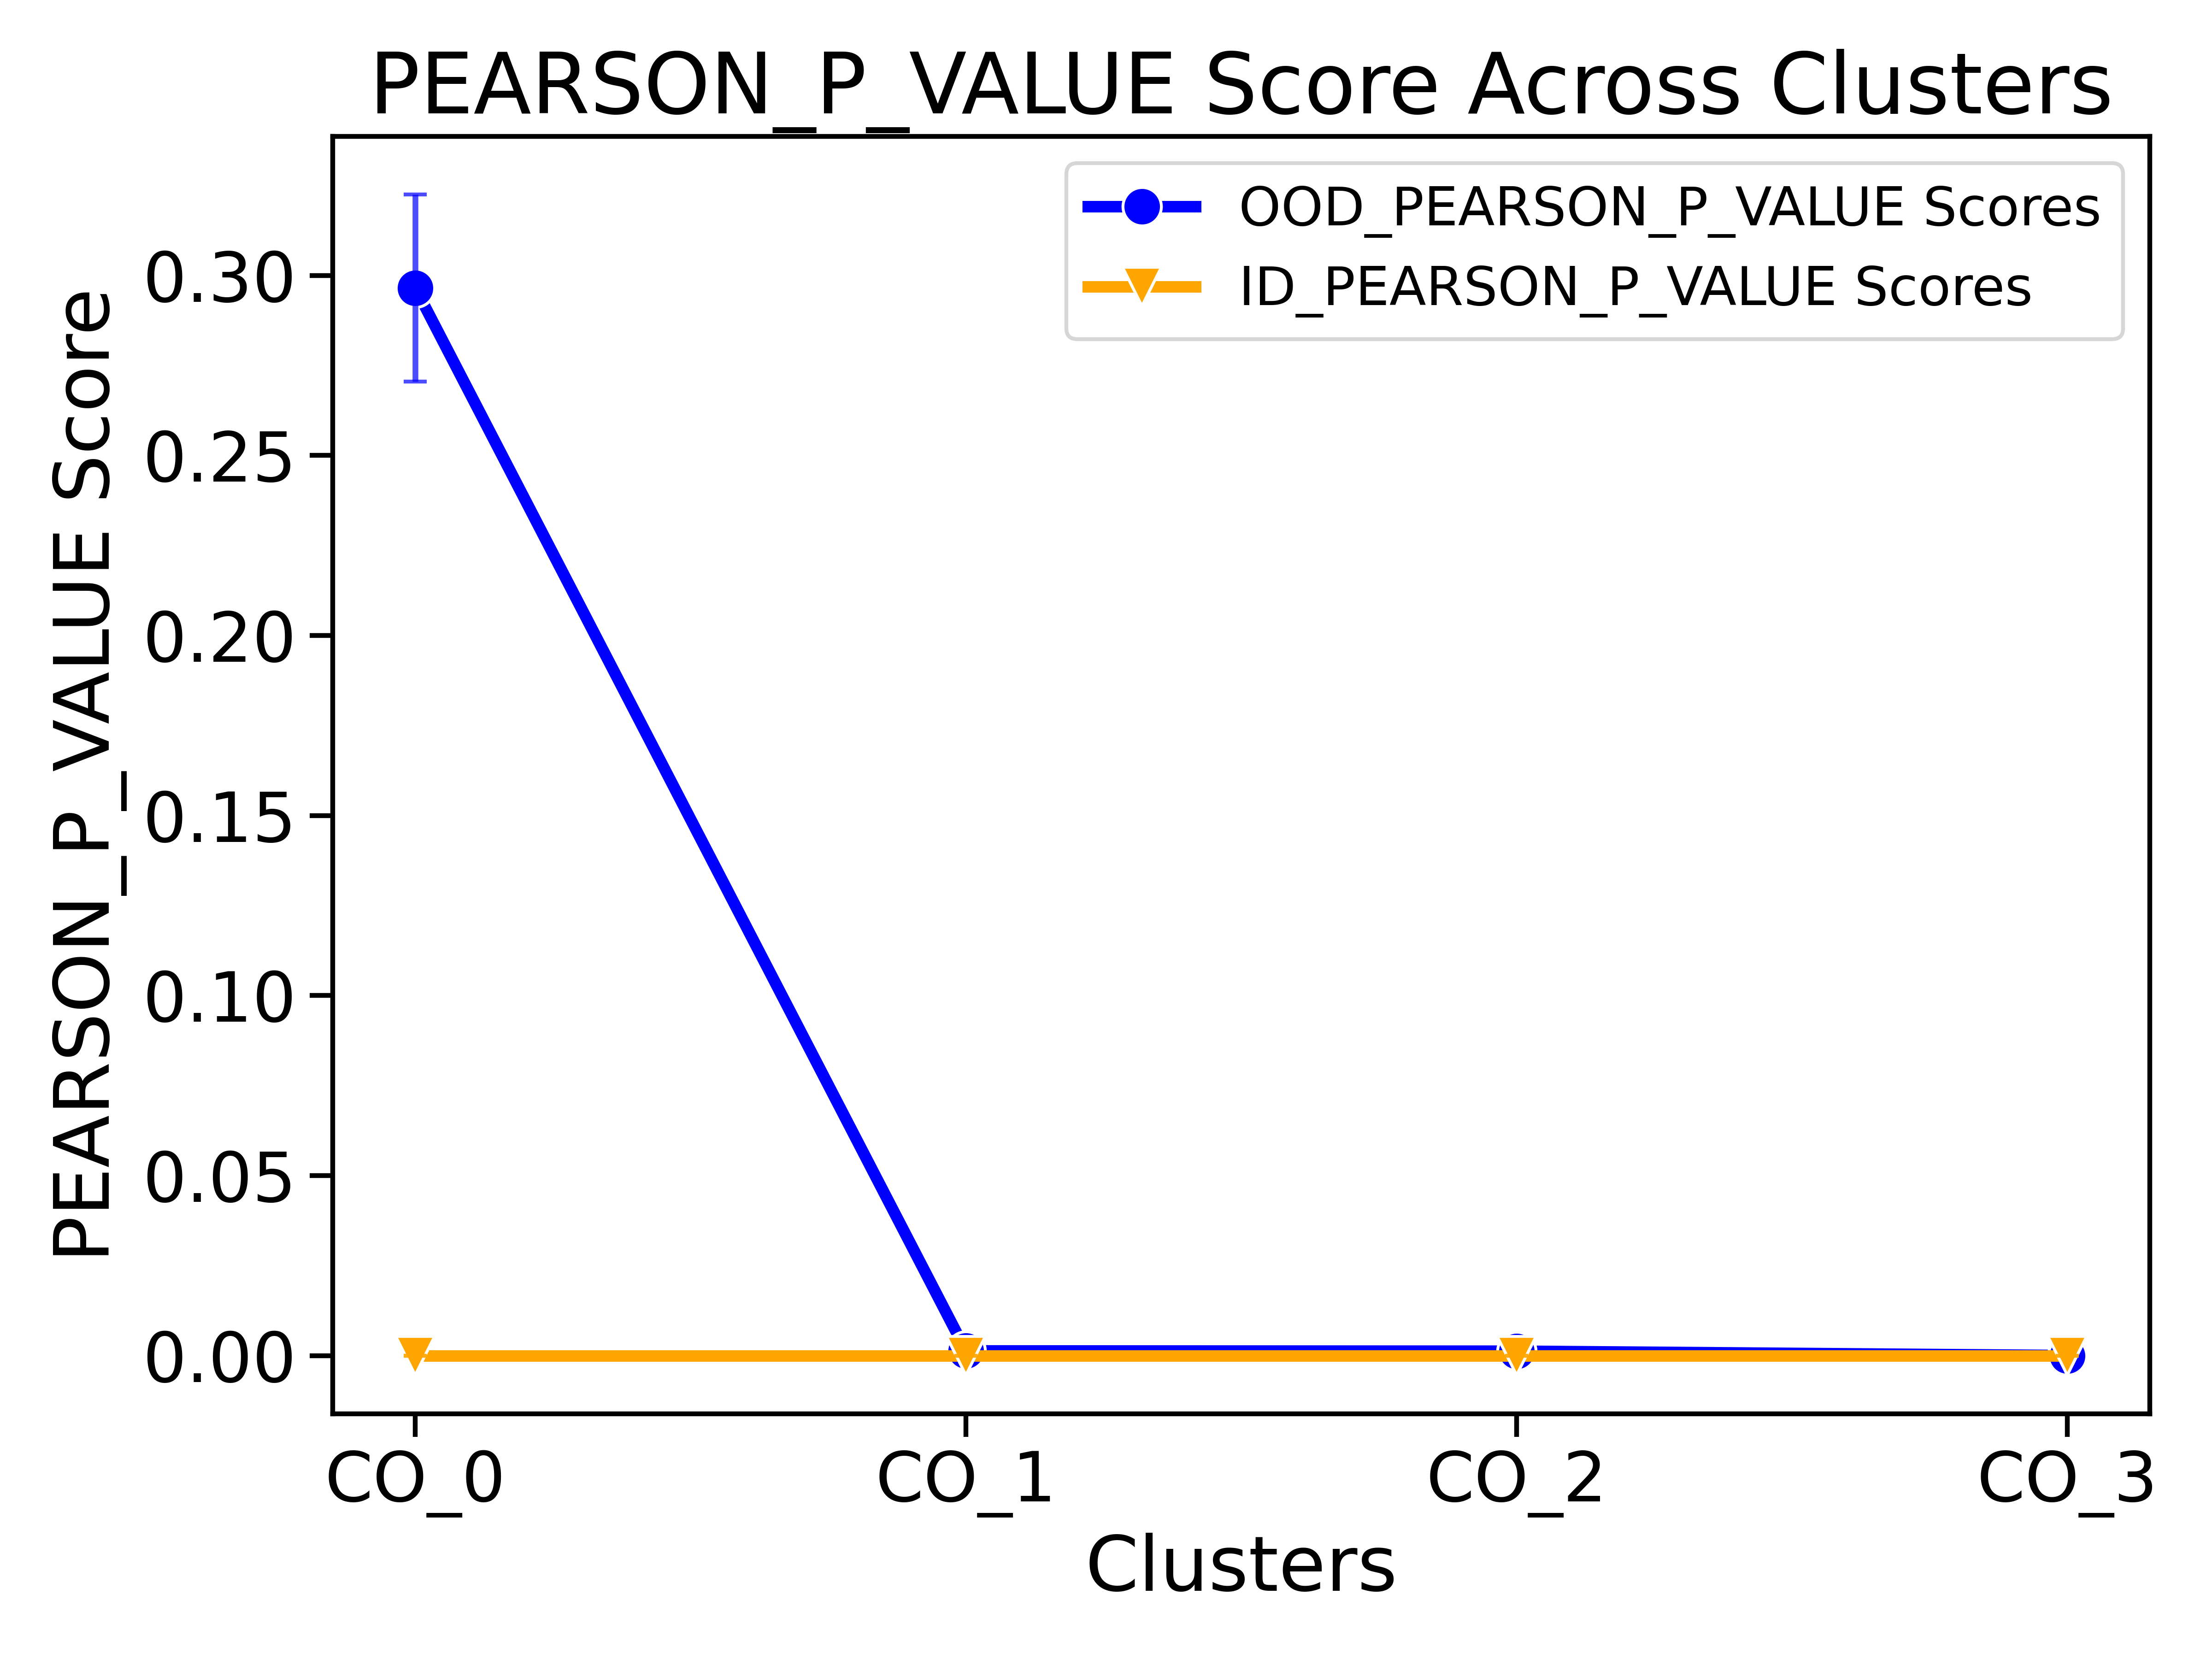 PEARSON_P_VALUE Score Across Clusters
OOD_PEARSON_P_VALUE Scores
ID_PEARSON_P_VALUE Scores
PEARSON_P_VALUE Score
0.30
0.25
0.20
0.15
0.10
0.05
0.00
CO_0 CO_1 CO_2 CO_3
Clusters